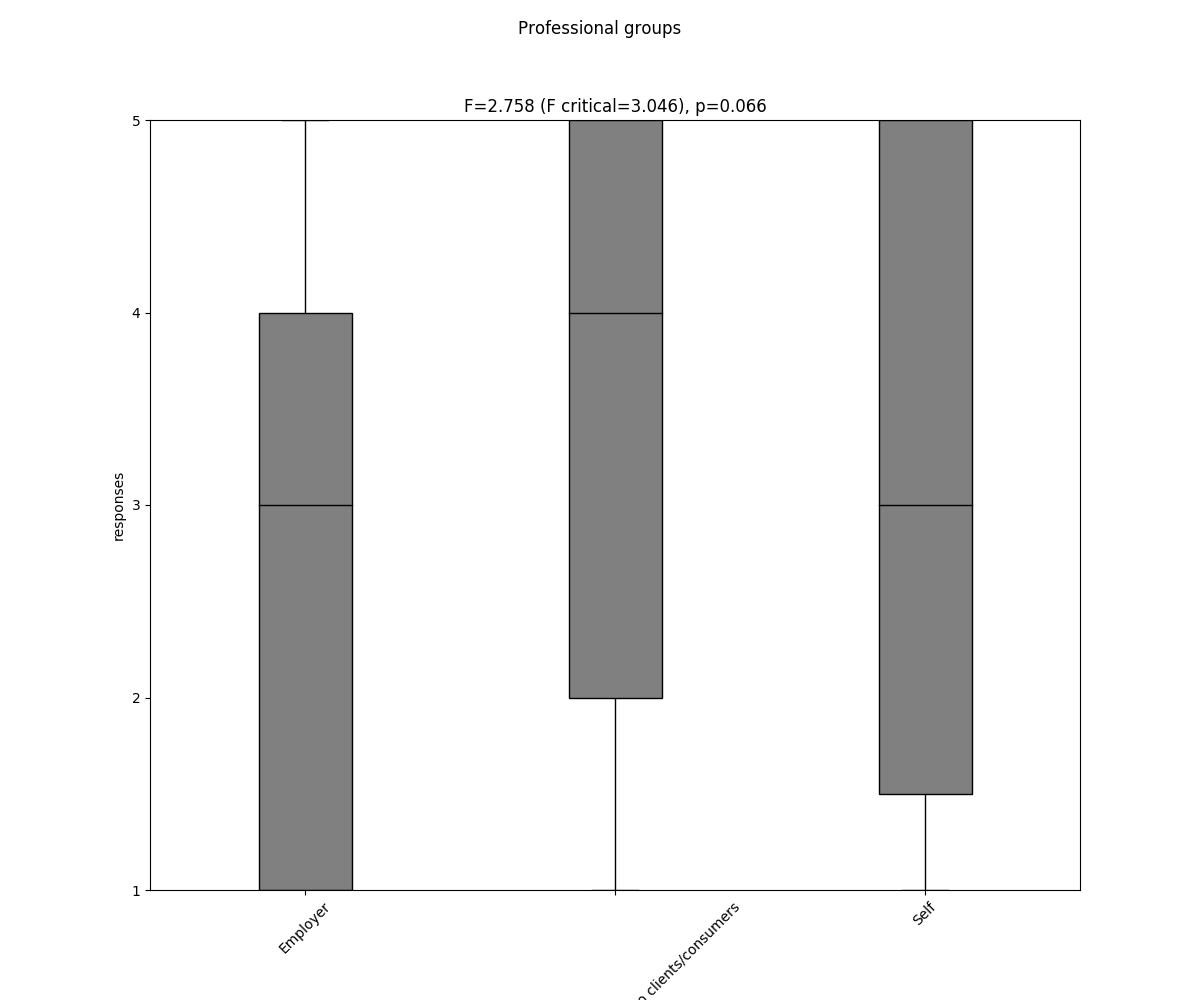 Professional groups
F=2.758 (F critical=3.046), p=0.066
5
4
3
2
1
responses
Employer
clients/consumers
Self